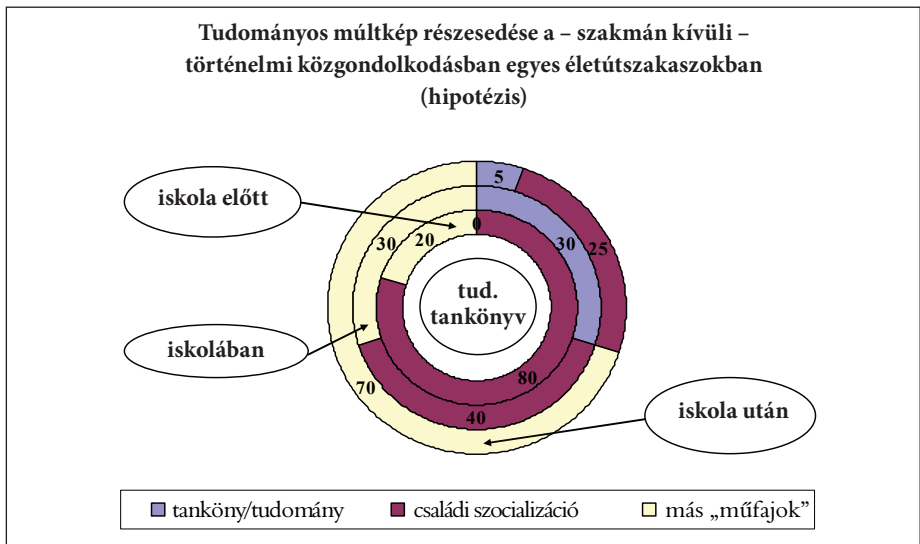 Tudományos múltkép részesedése a – szakmán kívüli –
történelmi közgondolkodásban egyes életútszakaszokban
(hipotézis)
iskola előtt
5
0
30
20
30
25
tud.
tankönyv
iskolában
80
70
40
iskola után
tanköny/tudomány
családi szocializáció
más „műfajok”